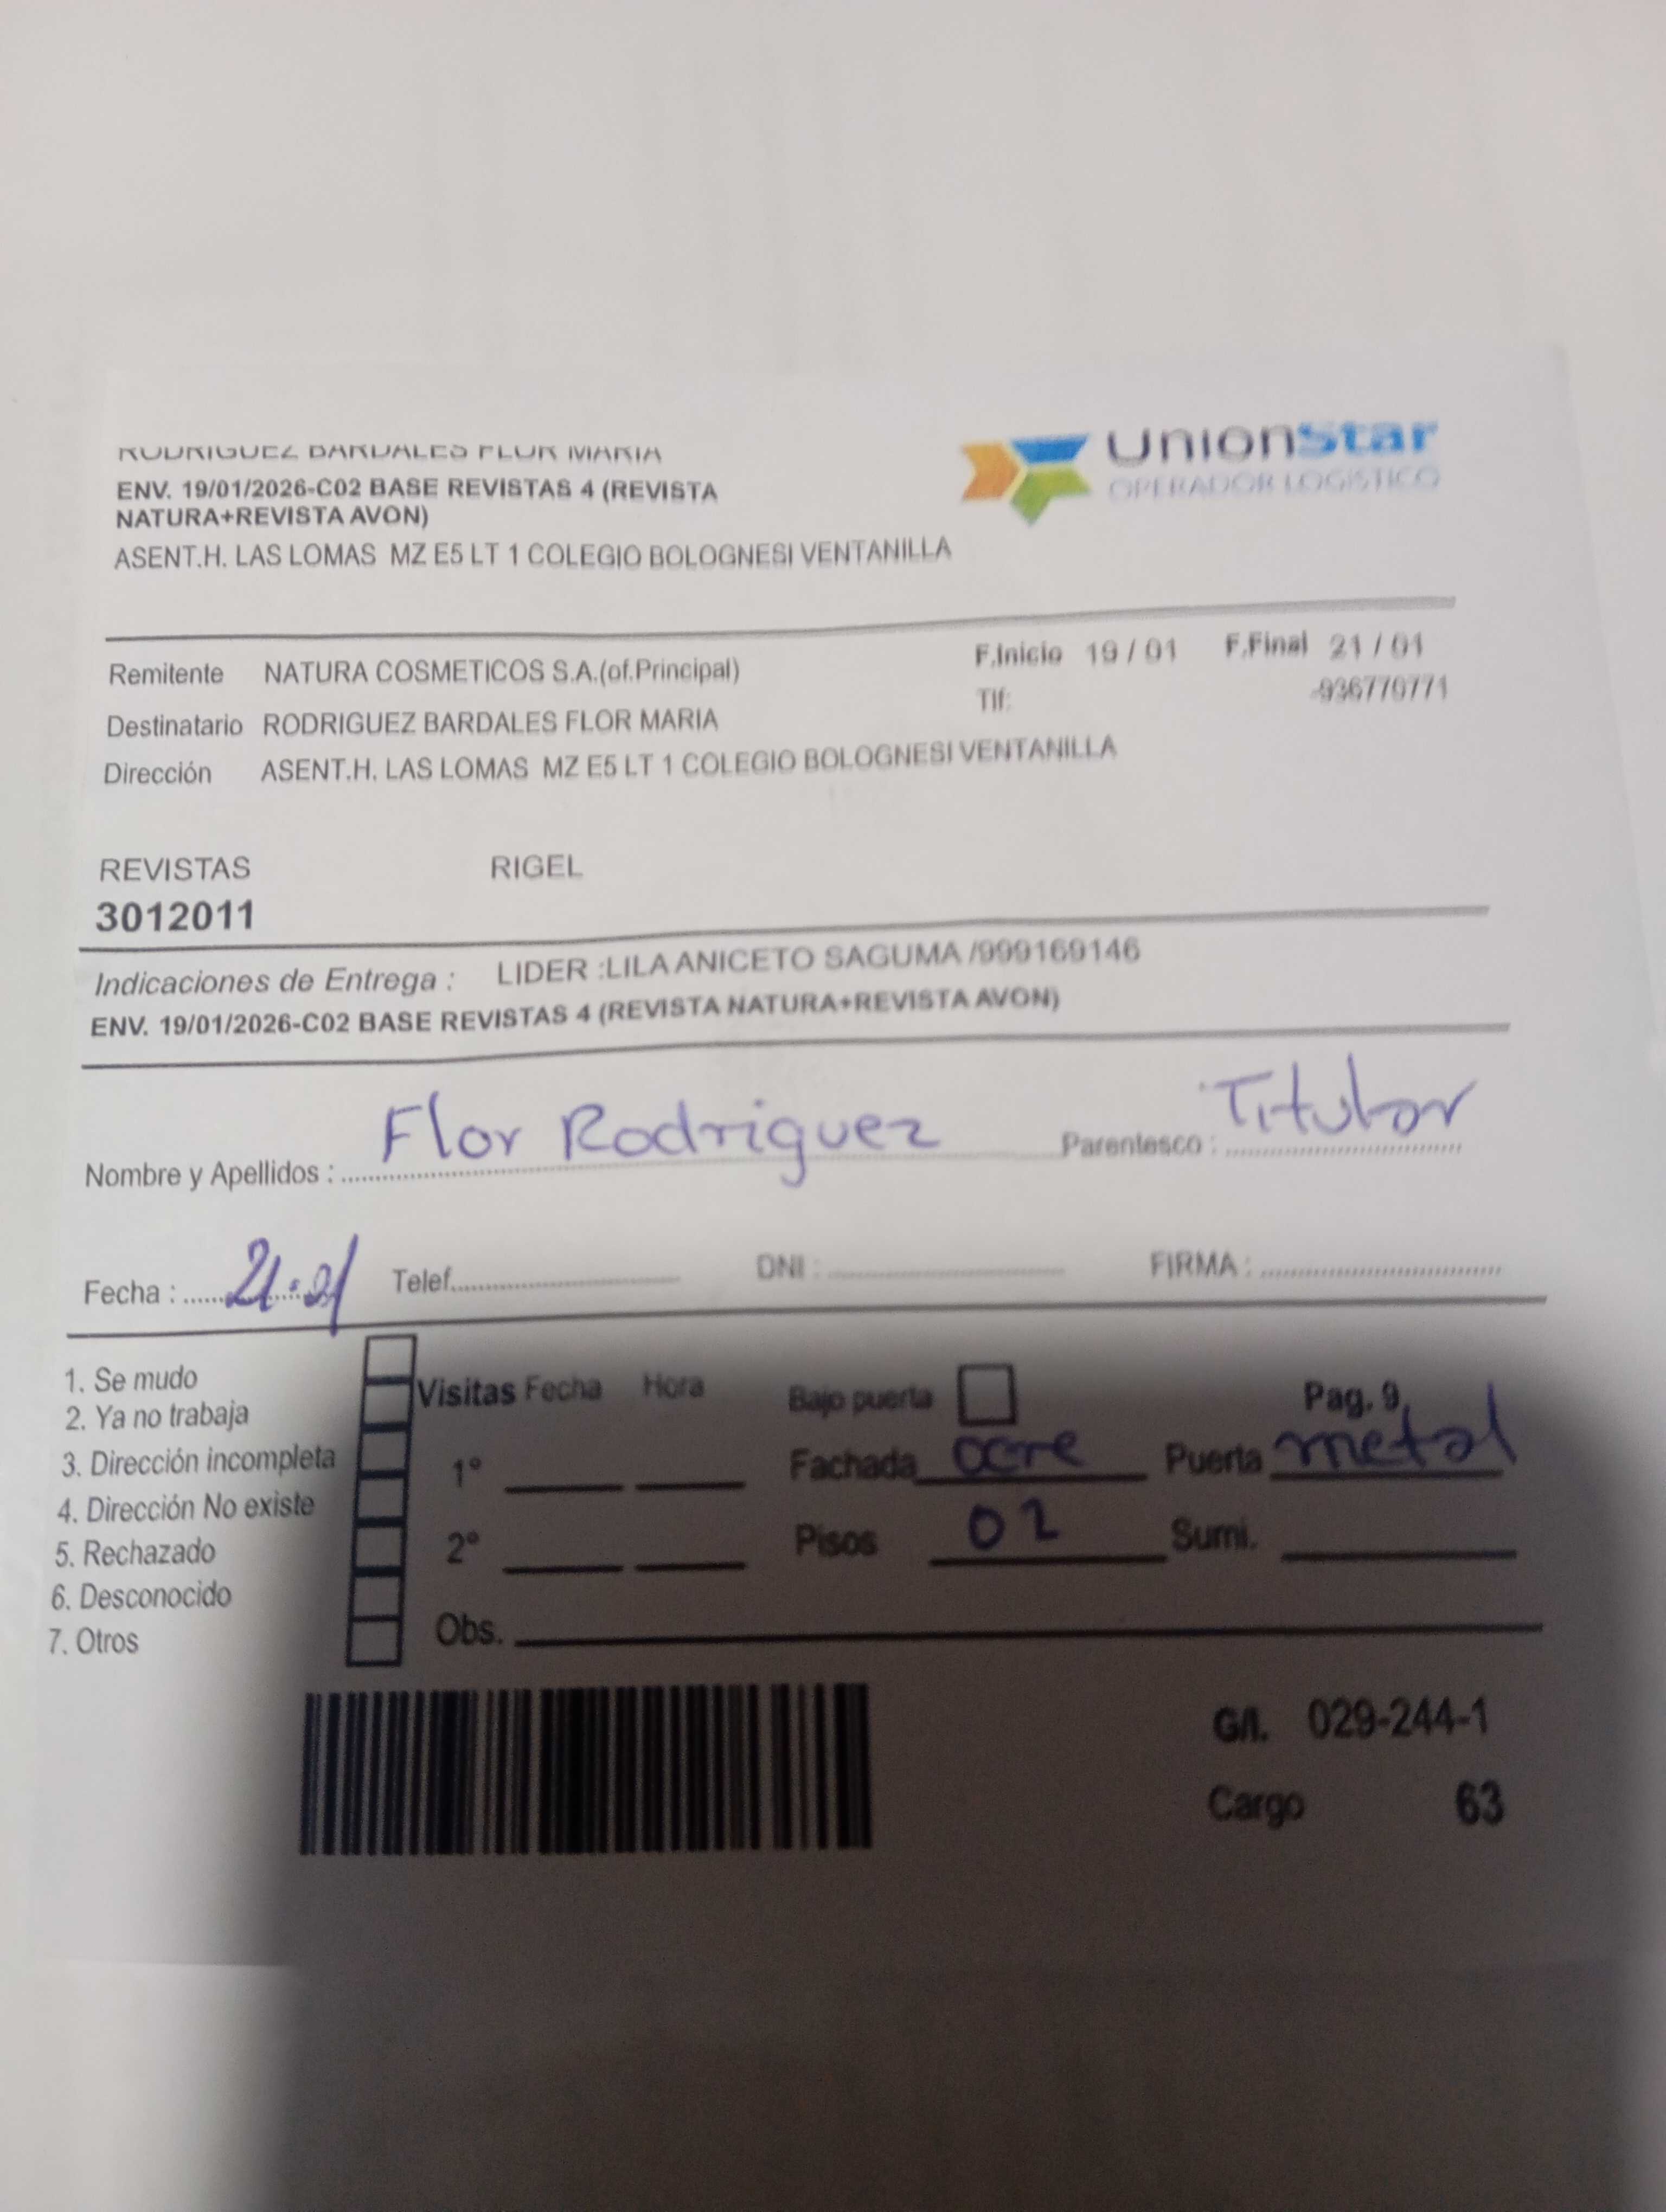 RODRIGUEZ BARDALES FLOR MARIA
UnionStar
OPERADOR LOGISTICO
ENV. 19/01/2026-C02 BASE REVISTAS 4 (REVISTA
NATURA+REVISTA AVON)
ASENT.H. LAS LOMAS MZ E5 LT 1 COLEGIO BOLOGNESI VENTANILLA
Remitente NATURA COSMETICOS S.A.(of.Principal) F.Inicio 19 / 01 F.Final 21 / 01
Tlf: -936770771
Destinatario RODRIGUEZ BARDALES FLOR MARIA
Dirección ASENT.H. LAS LOMAS MZ E5 LT 1 COLEGIO BOLOGNESI VENTANILLA
REVISTAS RIGEL
3012011
Indicaciones de Entrega : LIDER :LILA ANICETO SAGUMA /999169146
ENV. 19/01/2026-C02 BASE REVISTAS 4 (REVISTA NATURA+REVISTA AVON)
Nombre y Apellidos : Flor Rodriguez Parentesco : Titular
Fecha : 21.01 Telef. DNI : FIRMA :
1. Se mudo
2. Ya no trabaja
3. Dirección incompleta
4. Dirección No existe
5. Rechazado
6. Desconocido
7. Otros
Visitas Fecha Hora Bajo puerta Pag. 9
1° Fachada ocre Puerta metal
2° Pisos 02 Sumi.
Obs.
G/I. 029-244-1
Cargo 63